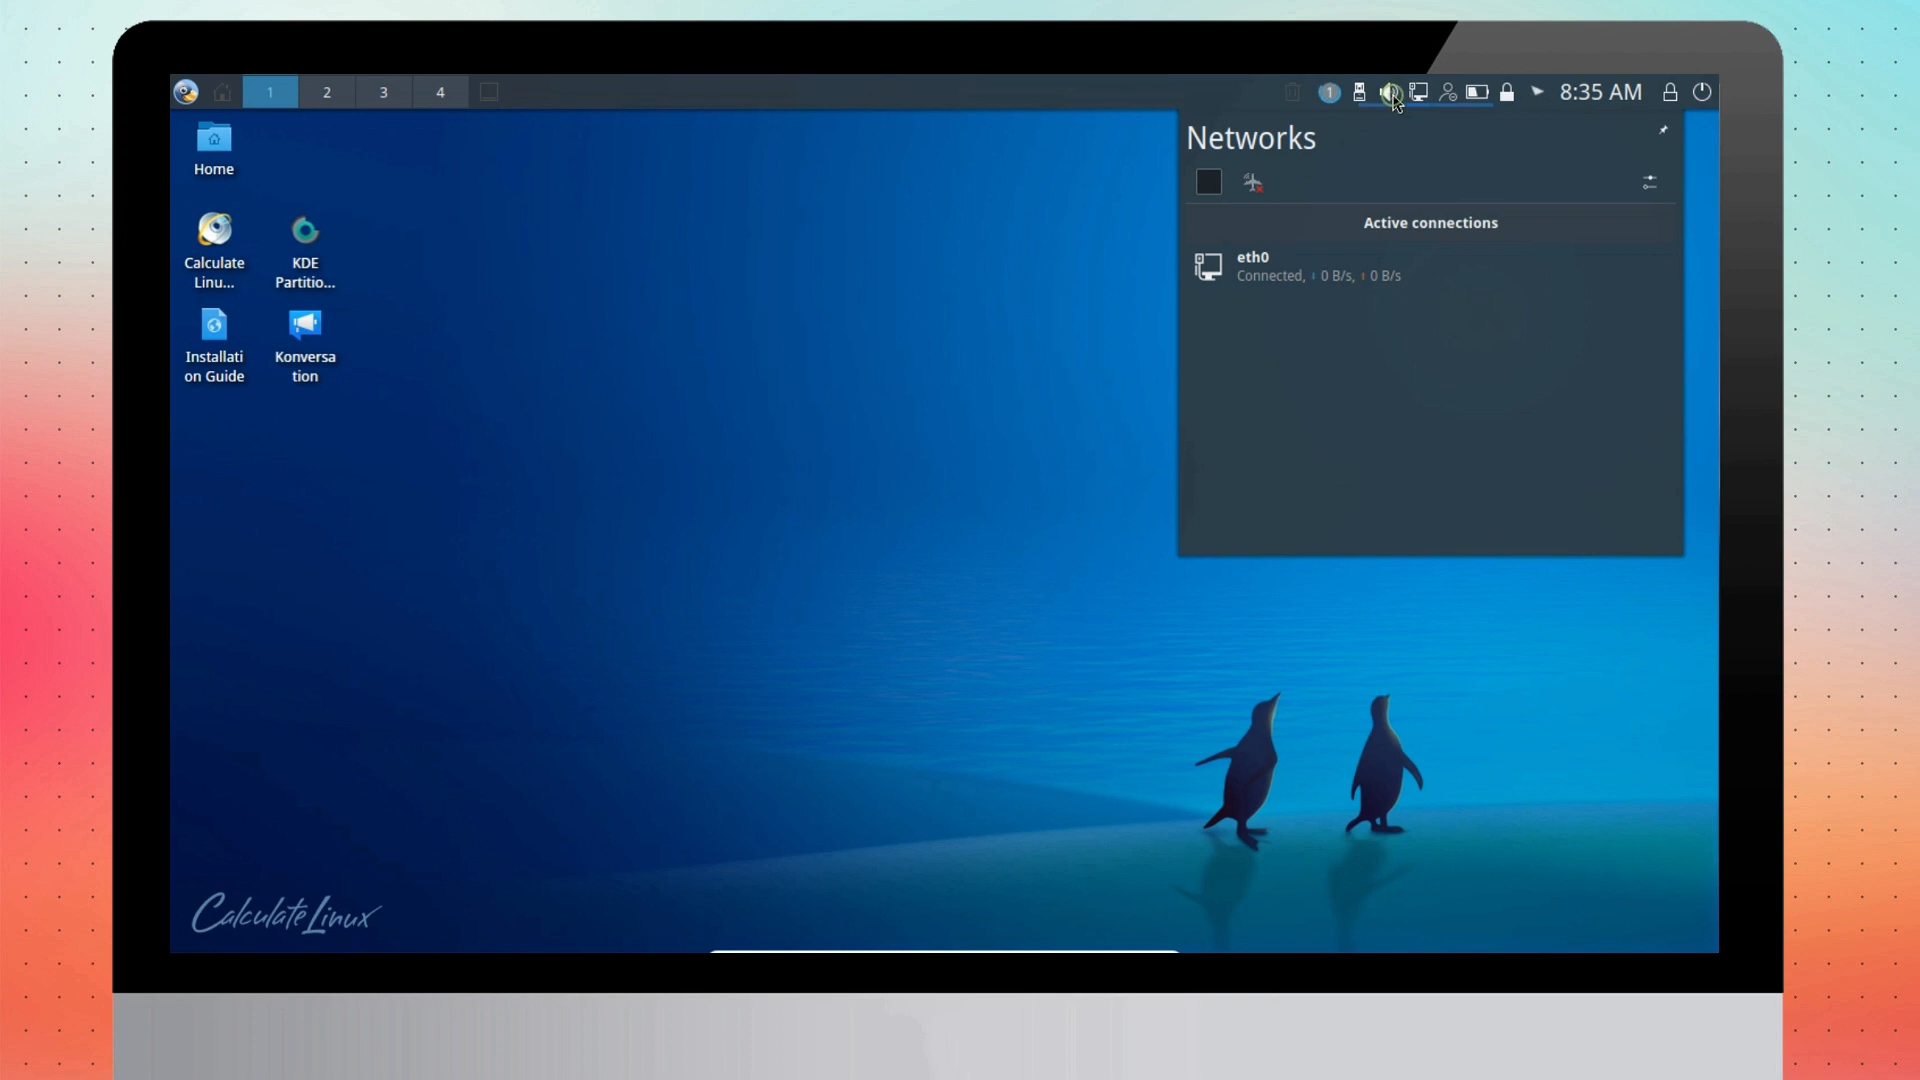 1 2 3 4
1
8:35 AM
Home
Calculate
Linu...
KDE
Partitio...
Installati
on Guide
Konversa
tion
Networks
Active connections
eth0
Connected, 0 B/s, 0 B/s
Calculate Linux